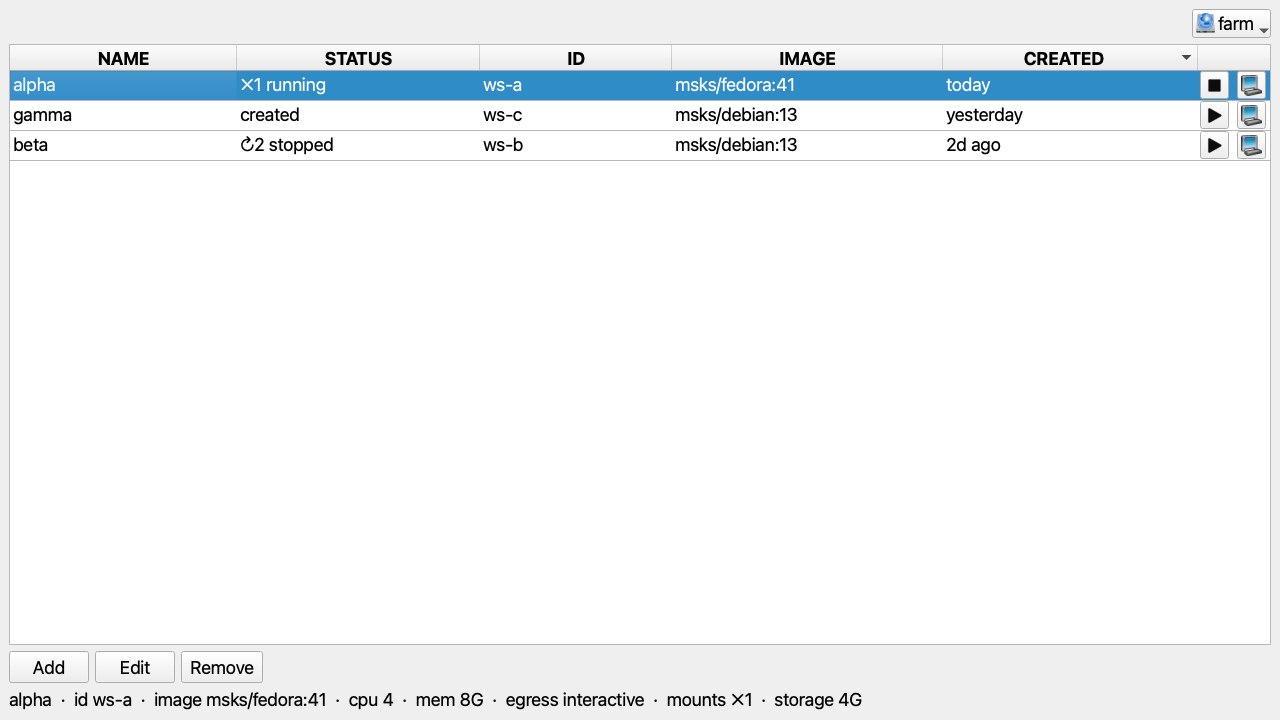 farm
NAME STATUS ID IMAGE CREATED
alpha ✕1 running ws-a msks/fedora:41 today
gamma created ws-c msks/debian:13 yesterday
beta ↻2 stopped ws-b msks/debian:13 2d ago
Add Edit Remove
alpha · id ws-a · image msks/fedora:41 · cpu 4 · mem 8G · egress interactive · mounts ✕1 · storage 4G